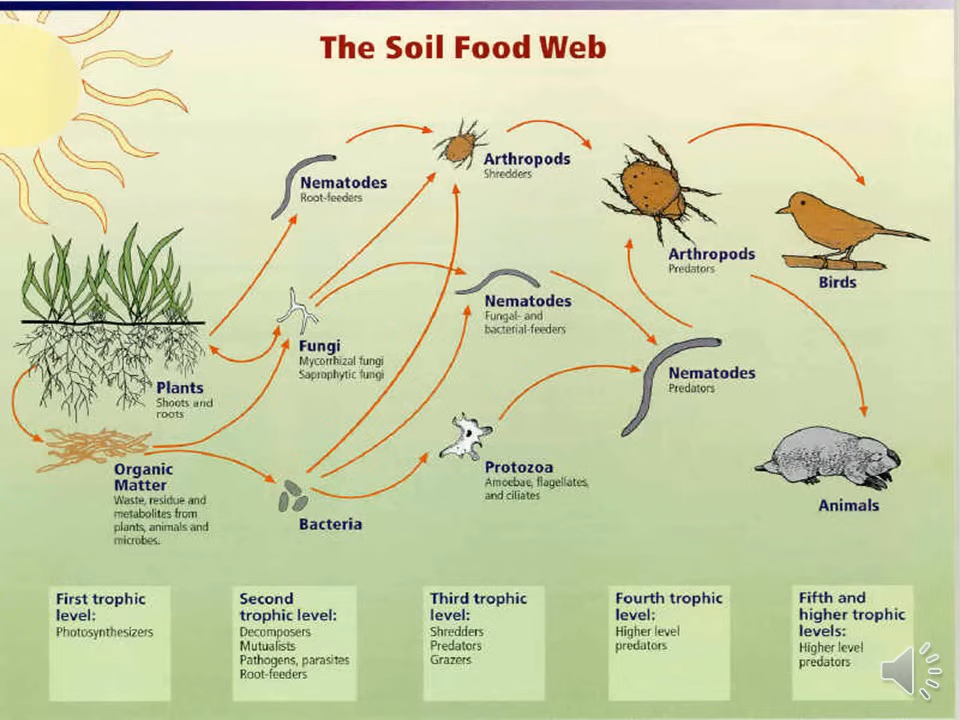 The Soil Food Web
Nematodes
Root-feeders
Arthropods
Shredders
Arthropods
Predators
Birds
Nematodes
Fungal- and
bacterial-feeders
Fungi
Mycorrhizal fungi
Saprophytic fungi
Nematodes
Predators
Plants
Shoots and
roots
Organic
Matter
Waste, residue and
metabolites from
plants, animals and
microbes.
Bacteria
Protozoa
Amoebae, flagellates,
and ciliates
Animals
First trophic
level:
Photosynthesizers
Second
trophic level:
Decomposers
Mutualists
Pathogens, parasites
Root-feeders
Third trophic
level:
Shredders
Predators
Grazers
Fourth trophic
level:
Higher level
predators
Fifth and
higher trophic
levels:
Higher level
predators